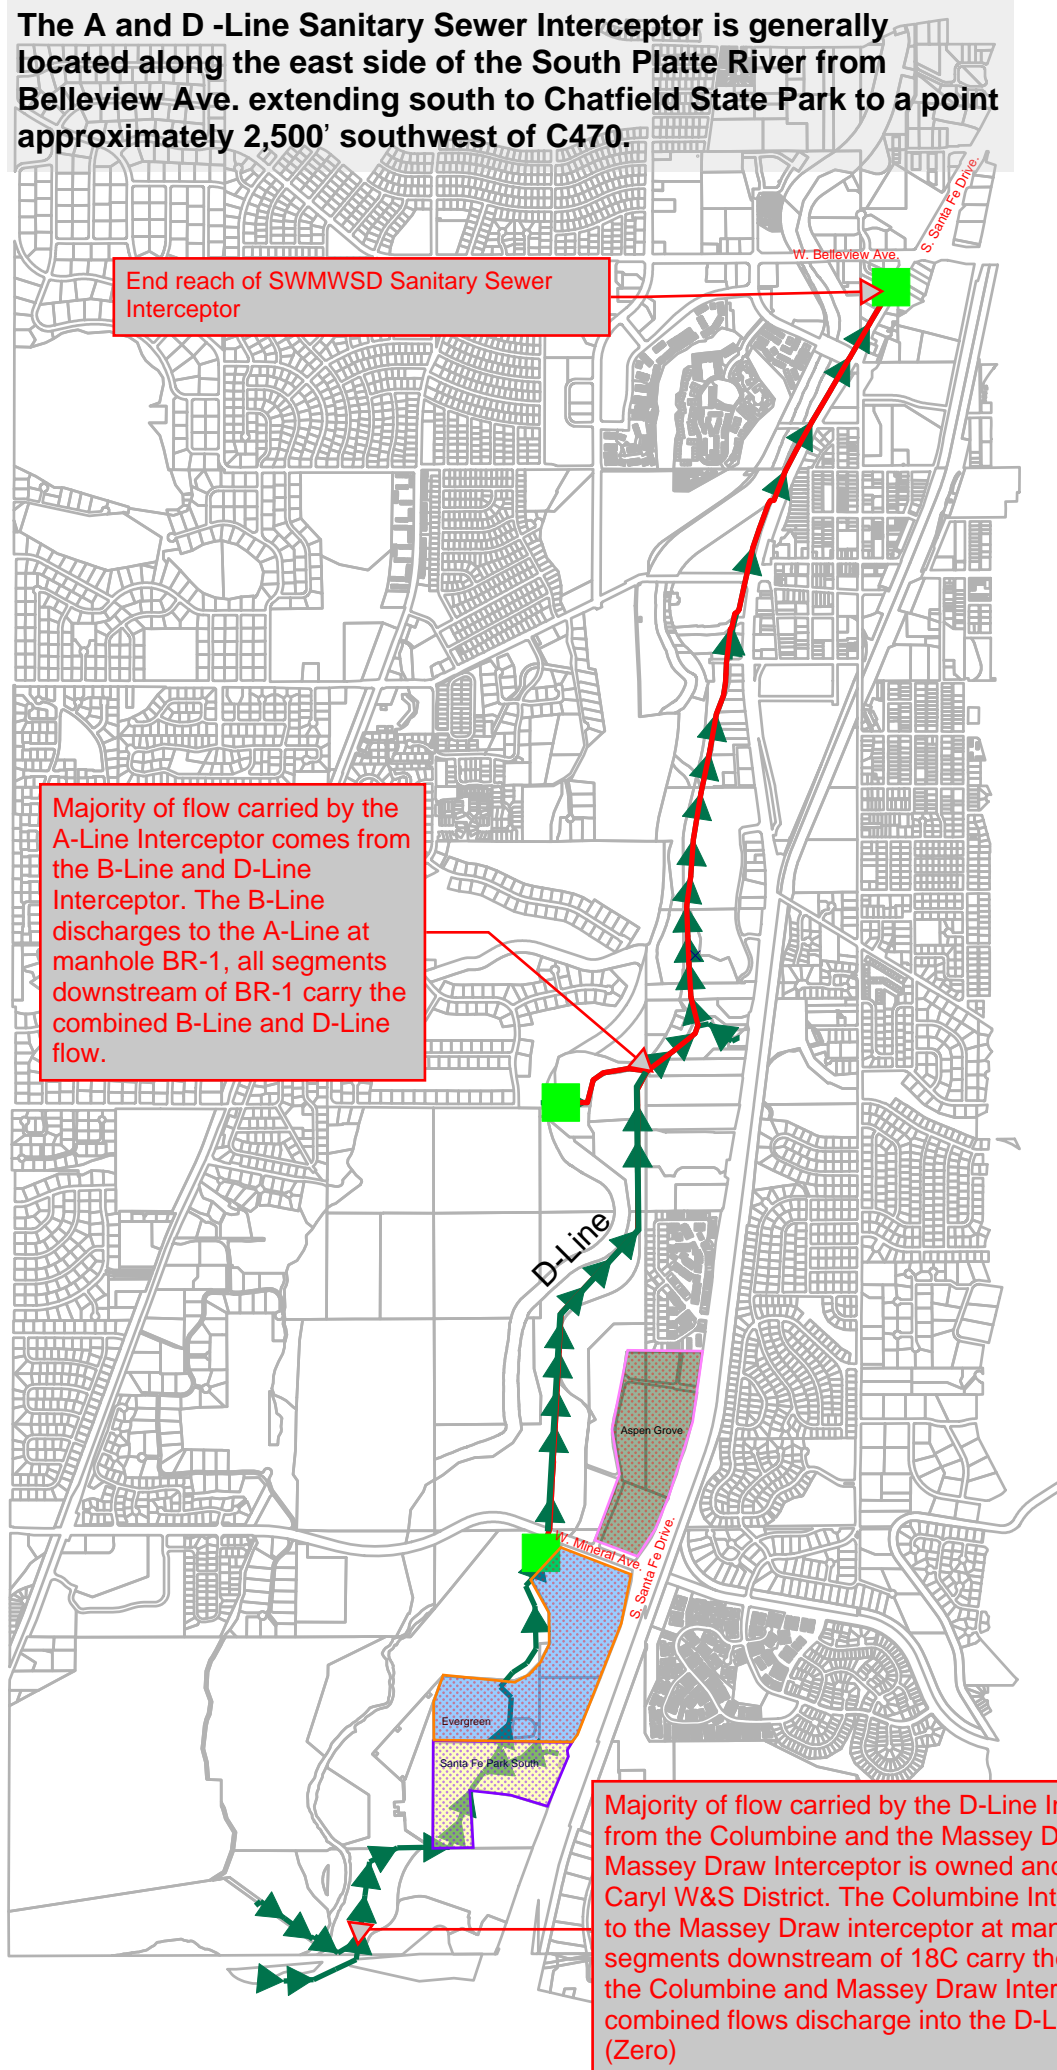 The A and D -Line Sanitary Sewer Interceptor is generally
located along the east side of the South Platte River from
Belleview Ave. extending south to Chatfield State Park to a point
approximately 2,500' southwest of C470.
S. Santa Fe Drive.
W. Belleview Ave.
End reach of SWMWSD Sanitary Sewer
Interceptor
Majority of flow carried by the
A-Line Interceptor comes from
the B-Line and D-Line
Interceptor. The B-Line
discharges to the A-Line at
manhole BR-1, all segments
downstream of BR-1 carry the
combined B-Line and D-Line
flow.
D-Line
Aspen Grove
W. Mineral Ave.
S. Santa Fe Drive.
Evergreen
Santa Fe Park South
Majority of flow carried by the D-Line
from the Columbine and the Massey
Massey Draw Interceptor is owned
Caryl W&S District. The Columbine
to the Massey Draw interceptor at
segments downstream of 18C carry
the Columbine and Massey Draw
combined flows discharge into the
(Zero)